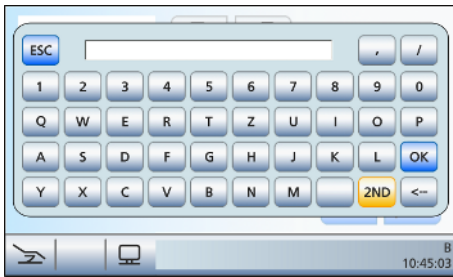 ESC , /
1 2 3 4 5 6 7 8 9 0
Q W E R T Z U I O P
A S D F G H J K L OK
Y X C V B N M 2ND <--
B
10:45:03